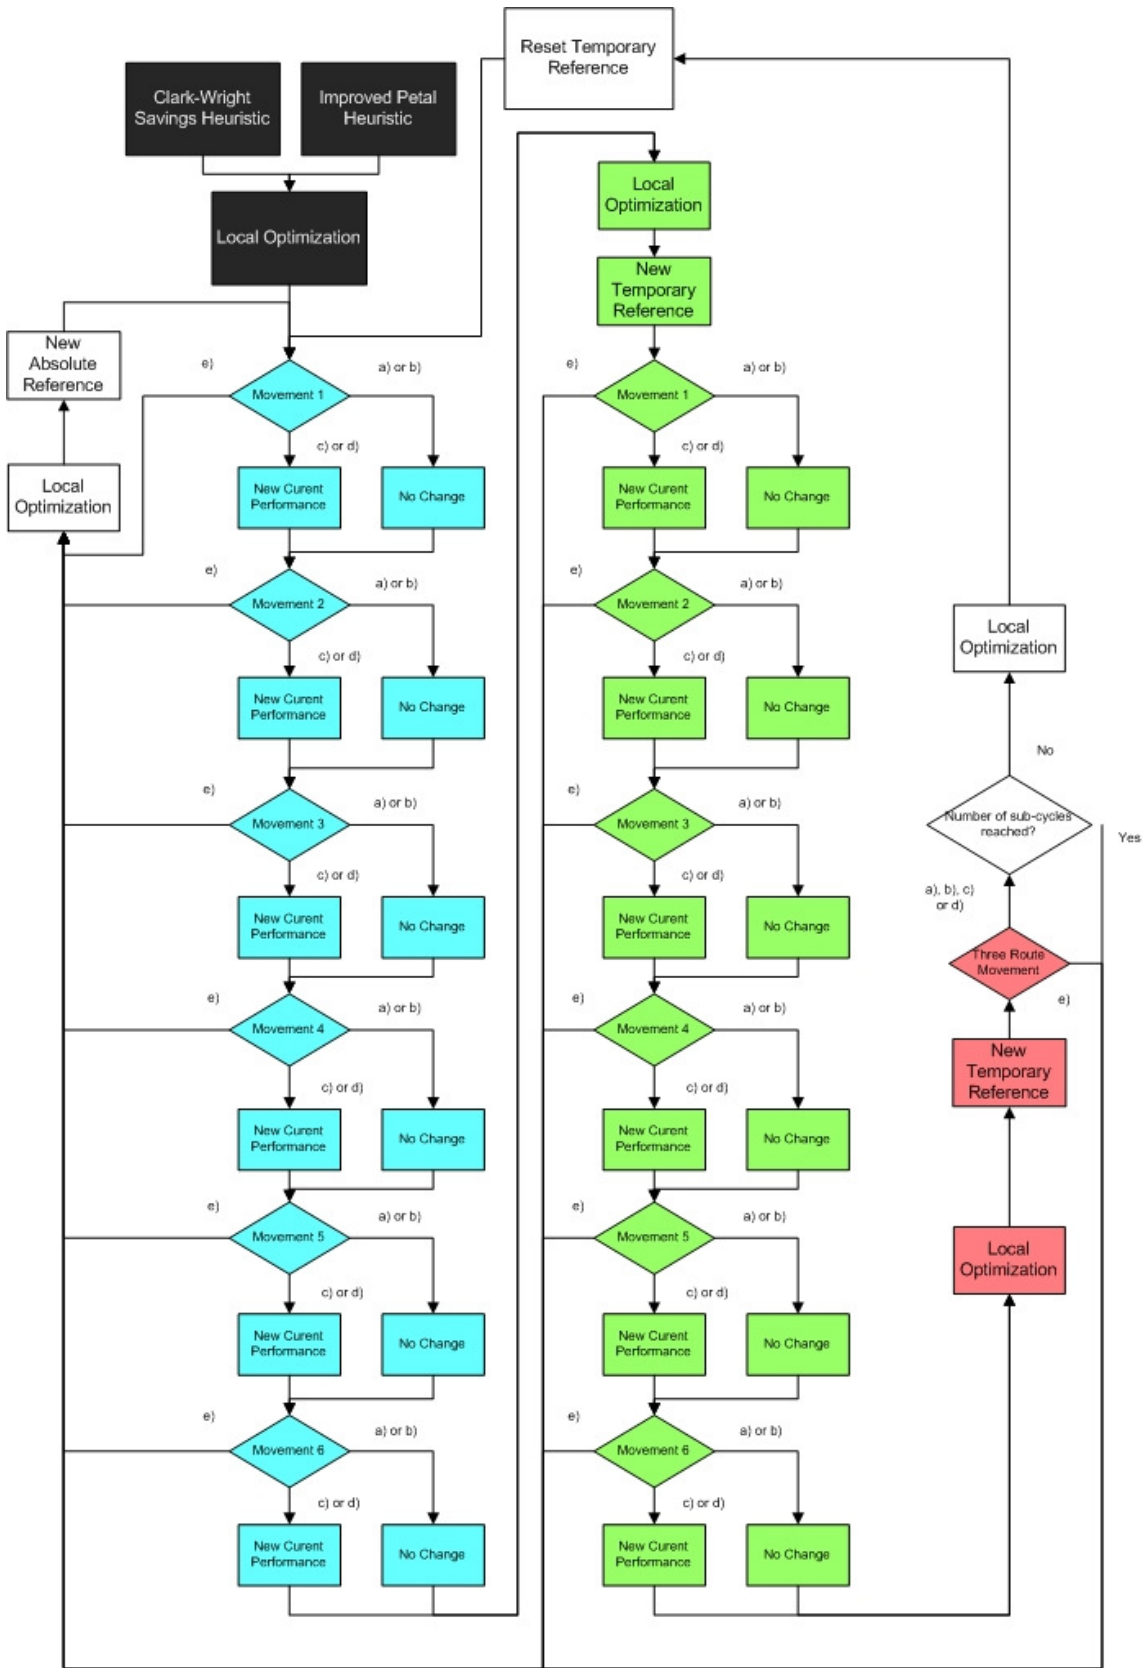 Reset Temporary
Reference
Clark-Wright
Savings Heuristic
Improved Petal
Heuristic
Local Optimization
New
Absolute
Reference
Local
Optimization
e)
a) or b)
Movement 1
c) or d)
New Curent
Performance
No Change
e)
a) or b)
Movement 2
c) or d)
New Curent
Performance
No Change
e)
a) or b)
Movement 3
c) or d)
New Curent
Performance
No Change
e)
a) or b)
Movement 4
c) or d)
New Curent
Performance
No Change
e)
a) or b)
Movement 5
c) or d)
New Curent
Performance
No Change
e)
a) or b)
Movement 6
c) or d)
New Curent
Performance
No Change
Local
Optimization
New
Temporary
Reference
e)
a) or b)
Movement 1
c) or d)
New Curent
Performance
No Change
e)
a) or b)
Movement 2
c) or d)
New Curent
Performance
No Change
e)
a) or b)
Movement 3
c) or d)
New Curent
Performance
No Change
e)
a) or b)
Movement 4
c) or d)
New Curent
Performance
No Change
e)
a) or b)
Movement 5
c) or d)
New Curent
Performance
No Change
e)
a) or b)
Movement 6
c) or d)
New Curent
Performance
No Change
Local
Optimization
No
Number of sub-cycles
reached?
Yes
a), b), c)
or d)
Three Route
Movement
e)
New
Temporary
Reference
Local
Optimization